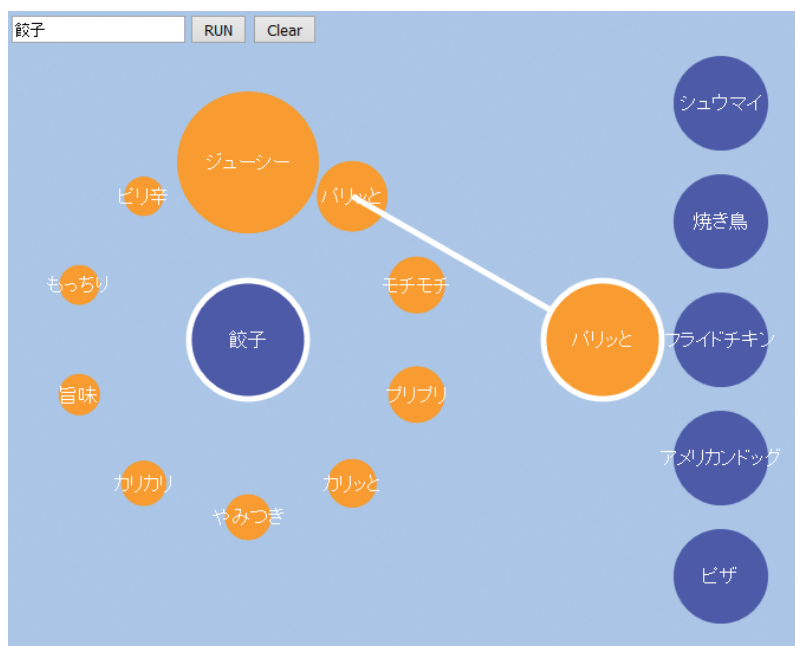 餃子
RUN
Clear
ジューシー
パリッと
ピリ辛
モチモチ
もっちり
餃子
プリプリ
旨味
カリッと
カリカリ
やみつき
パリッと
シュウマイ
焼き鳥
フライドチキン
アメリカンドッグ
ピザ